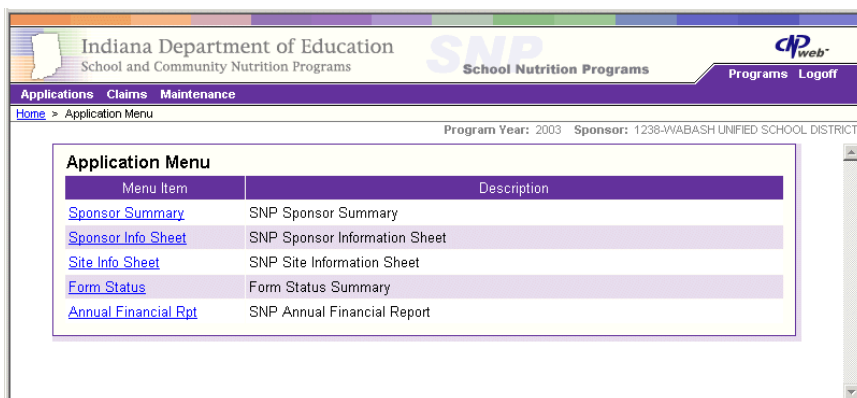 Indiana Department of Education
School and Community Nutrition Programs
SNP
School Nutrition Programs
CNPweb
Programs Logoff
Applications Claims Maintenance
Home > Application Menu
Program Year: 2003 Sponsor: 1238-WABASH UNIFIED SCHOOL DISTRICT
Application Menu
Menu Item Description
Sponsor Summary SNP Sponsor Summary
Sponsor Info Sheet SNP Sponsor Information Sheet
Site Info Sheet SNP Site Information Sheet
Form Status Form Status Summary
Annual Financial Rpt SNP Annual Financial Report